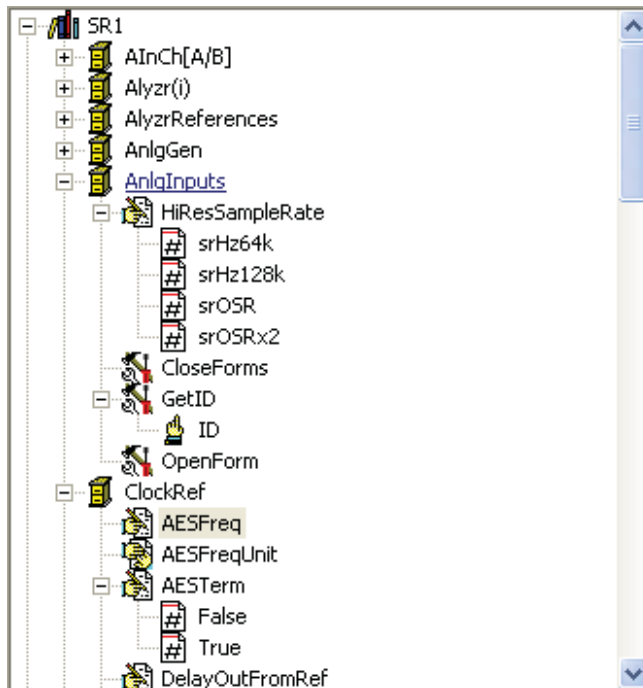 SR1
AInCh[A/B]
Alyzr(i)
AlyzrReferences
AnlgGen
AnlgInputs
HiResSampleRate
srHz64k
srHz128k
srOSR
srOSRx2
CloseForms
GetID
ID
OpenForm
ClockRef
AESFreq
AESFreqUnit
AESTerm
False
True
DelayOutFromRef